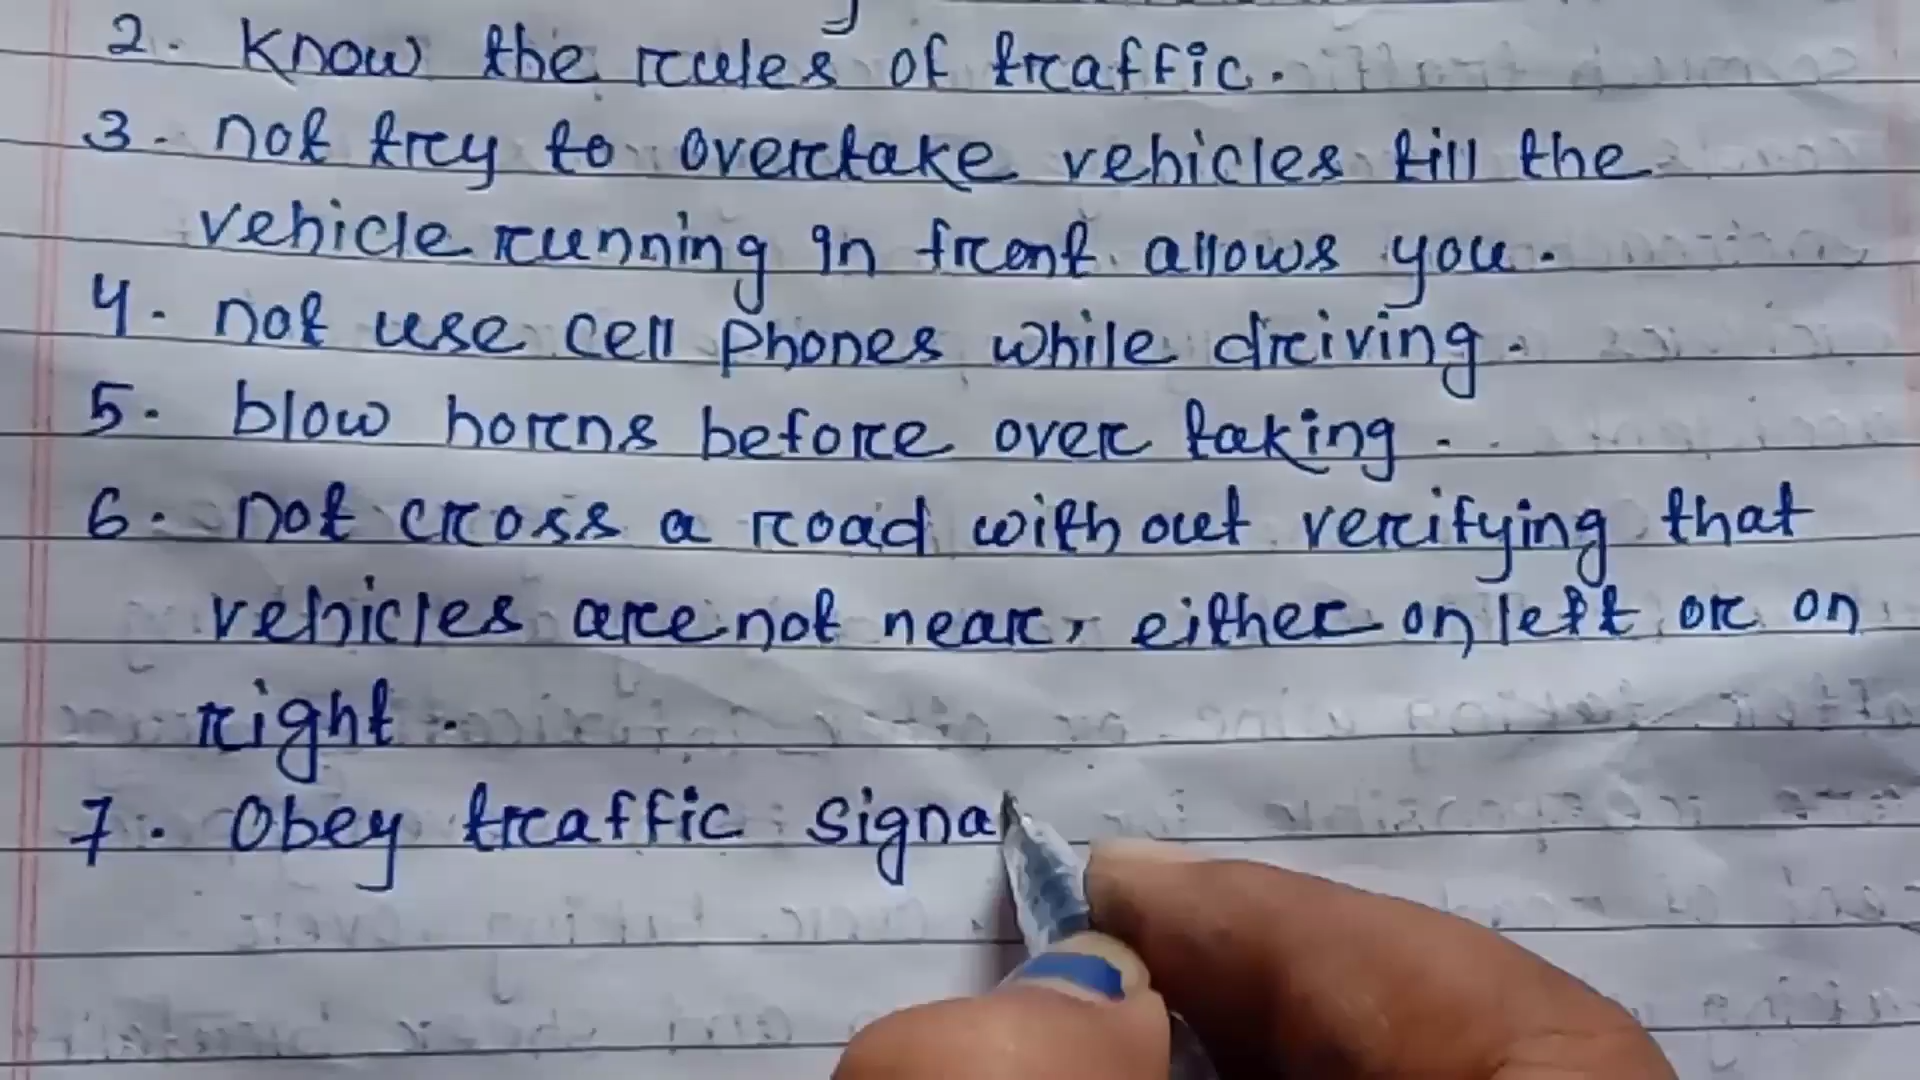 2. Know the rules of traffic.
3. not try to overtake vehicles till the
vehicle running in front allows you.
4. not use cell phones while driving.
5. blow horns before over taking.
6. not cross a road without verifying that
vehicles are not near, either on left or on
right.
7. Obey traffic signal